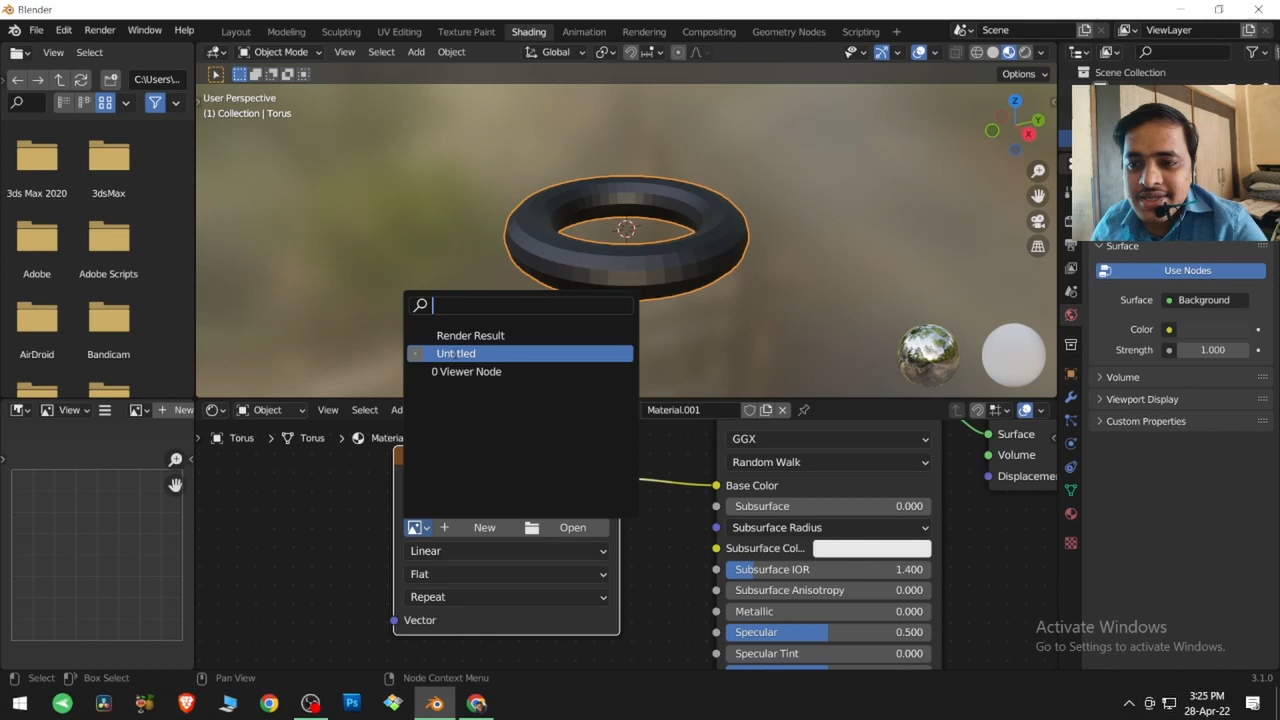 Blender
File Edit Render Window Help
Layout Modeling Sculpting UV Editing Texture Paint Shading Animation Rendering Compositing Geometry Nodes Scripting +
Scene
ViewLayer
View Select
Object Mode View Select Add Object
Global
C:\Users\...
Options
Scene Collection
User Perspective
(1) Collection | Torus
Z
Y
X
3ds Max 2020 3dsMax
Adobe Adobe Scripts
AirDroid Bandicam
Surface
Use Nodes
Surface Background
Color
Strength 1.000
Volume
Viewport Display
Custom Properties
Render Result
Untitled
0 Viewer Node
View New
Object View Select Ad
Material.001
Torus Torus Materia
New Open
Linear
Flat
Repeat
Vector
GGX
Random Walk
Base Color
Subsurface 0.000
Subsurface Radius
Subsurface Col...
Subsurface IOR 1.400
Subsurface Anisotropy 0.000
Metallic 0.000
Specular 0.500
Specular Tint 0.000
Surface
Volume
Displaceme
Activate Windows
Go to Settings to activate Windows.
Select Box Select Pan View Node Context Menu 3.1.0
Ps
3:25 PM
28-Apr-22